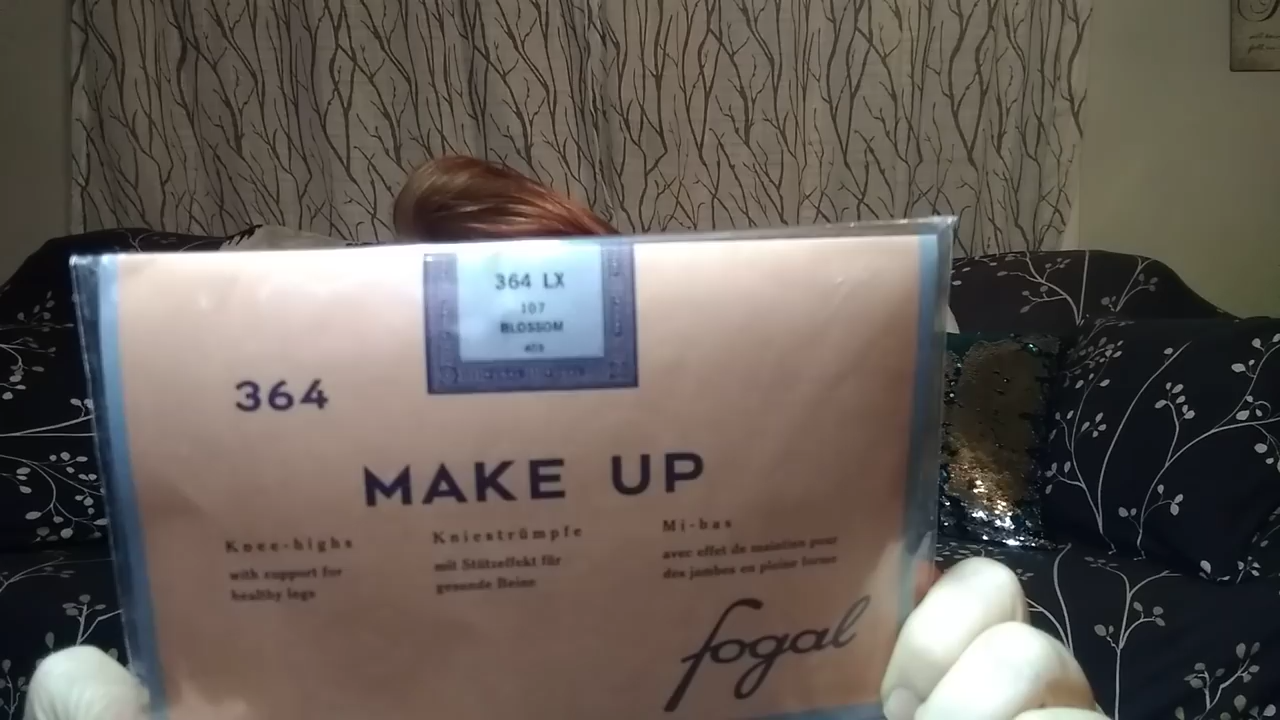 364 LX
107
BLOSSOM
364
MAKE UP
Knee-highs
with support for
healthy legs
Kniestrümpfe
mit Stützeffekt für
gesunde Beine
Mi-bas
avec effet de maintien pour
des jambes en pleine forme
fogal